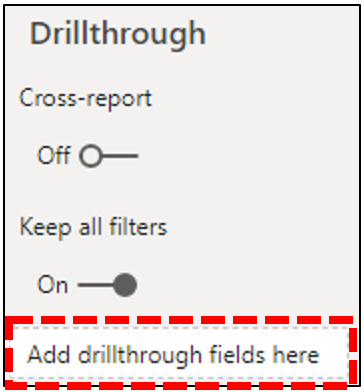 Drillthrough
Cross-report
Off
Keep all filters
On
Add drillthrough fields here